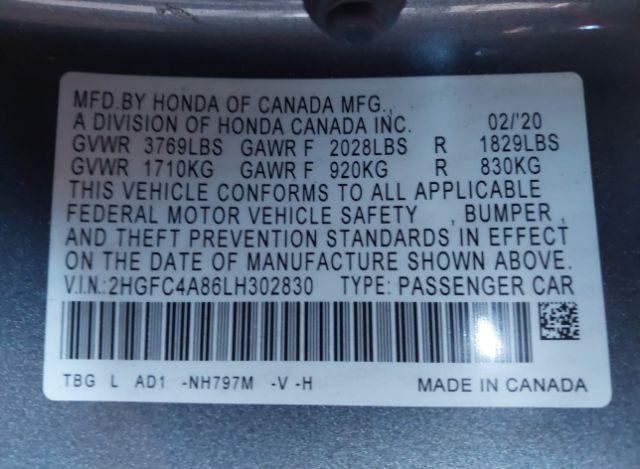 MFD.BY HONDA OF CANADA MFG.,
A DIVISION OF HONDA CANADA INC. 02/'20
GVWR 3769LBS GAWR F 2028LBS R 1829LBS
GVWR 1710KG GAWR F 920KG R 830KG
THIS VEHICLE CONFORMS TO ALL APPLICABLE
FEDERAL MOTOR VEHICLE SAFETY , BUMPER ,
AND THEFT PREVENTION STANDARDS IN EFFECT
ON THE DATE OF MANUFACTURE SHOWN ABOVE.
V.I.N.:2HGFC4A86LH302830 TYPE: PASSENGER CAR
TBG L AD1 -NH797M -V -H MADE IN CANADA